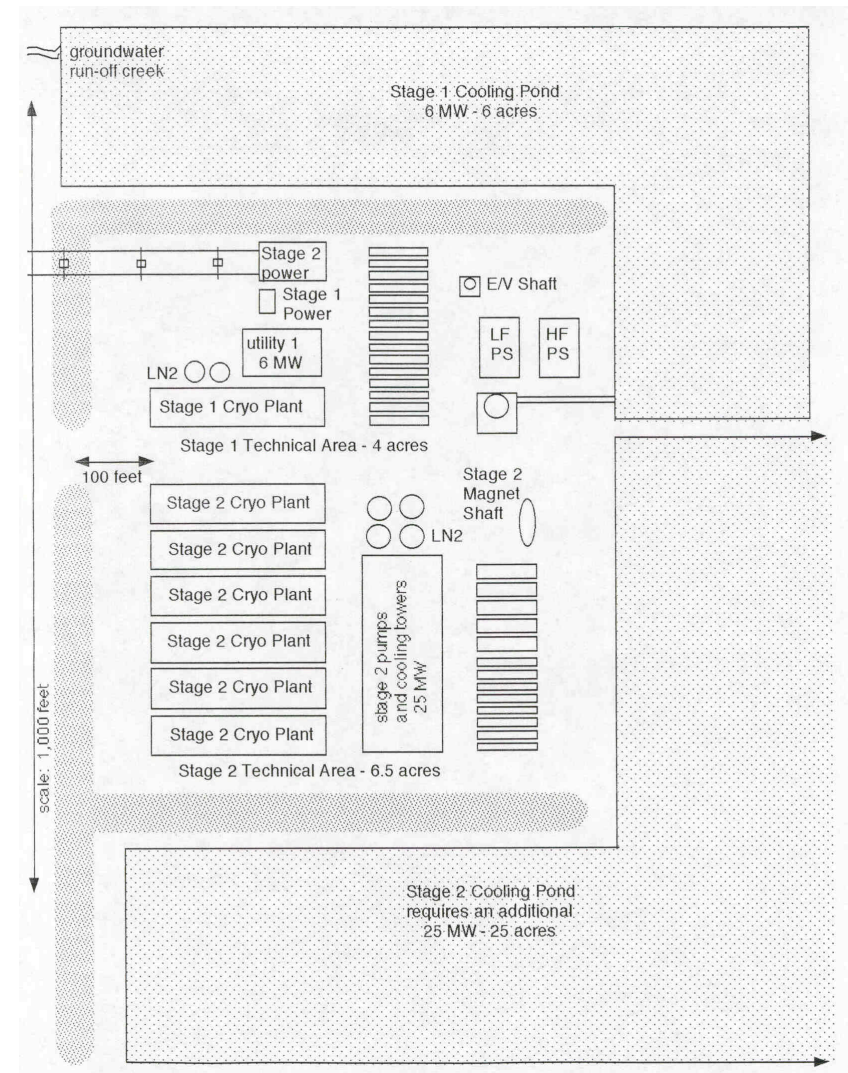 groundwater
run-off creek
Stage 1 Cooling Pond
6 MW - 6 acres
Stage 2
power
Stage 1
Power
E/V Shaft
utility 1
6 MW
LF
PS
HF
PS
LN2
Stage 1 Cryo Plant
Stage 1 Technical Area - 4 acres
100 feet
Stage 2
Magnet
Shaft
Stage 2 Cryo Plant
LN2
Stage 2 Cryo Plant
Stage 2 Cryo Plant
Stage 2 Cryo Plant
Stage 2 Cryo Plant
Stage 2 Cryo Plant
stage 2 pumps
and cooling towers
25 MW
Stage 2 Technical Area - 6.5 acres
scale: 1,000 feet
Stage 2 Cooling Pond
requires an additional
25 MW - 25 acres